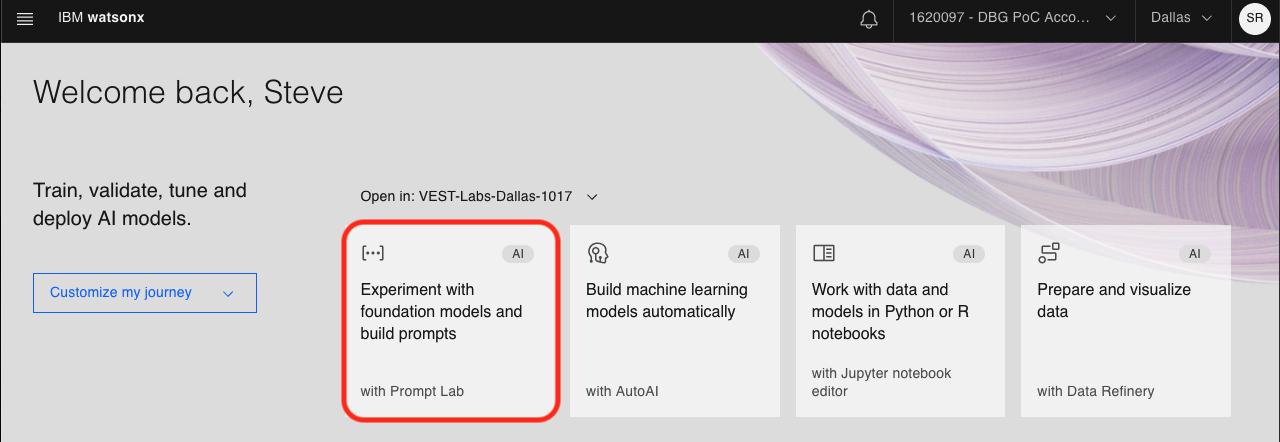 IBM watsonx
1620097 - DBG PoC Acco...
Dallas
SR
Welcome back, Steve
Train, validate, tune and
deploy AI models.
Customize my journey
Open in: VEST-Labs-Dallas-1017
AI
Experiment with
foundation models and
build prompts
with Prompt Lab
AI
Build machine learning
models automatically
with AutoAI
AI
Work with data and
models in Python or R
notebooks
with Jupyter notebook
editor
AI
Prepare and visualize
data
with Data Refinery